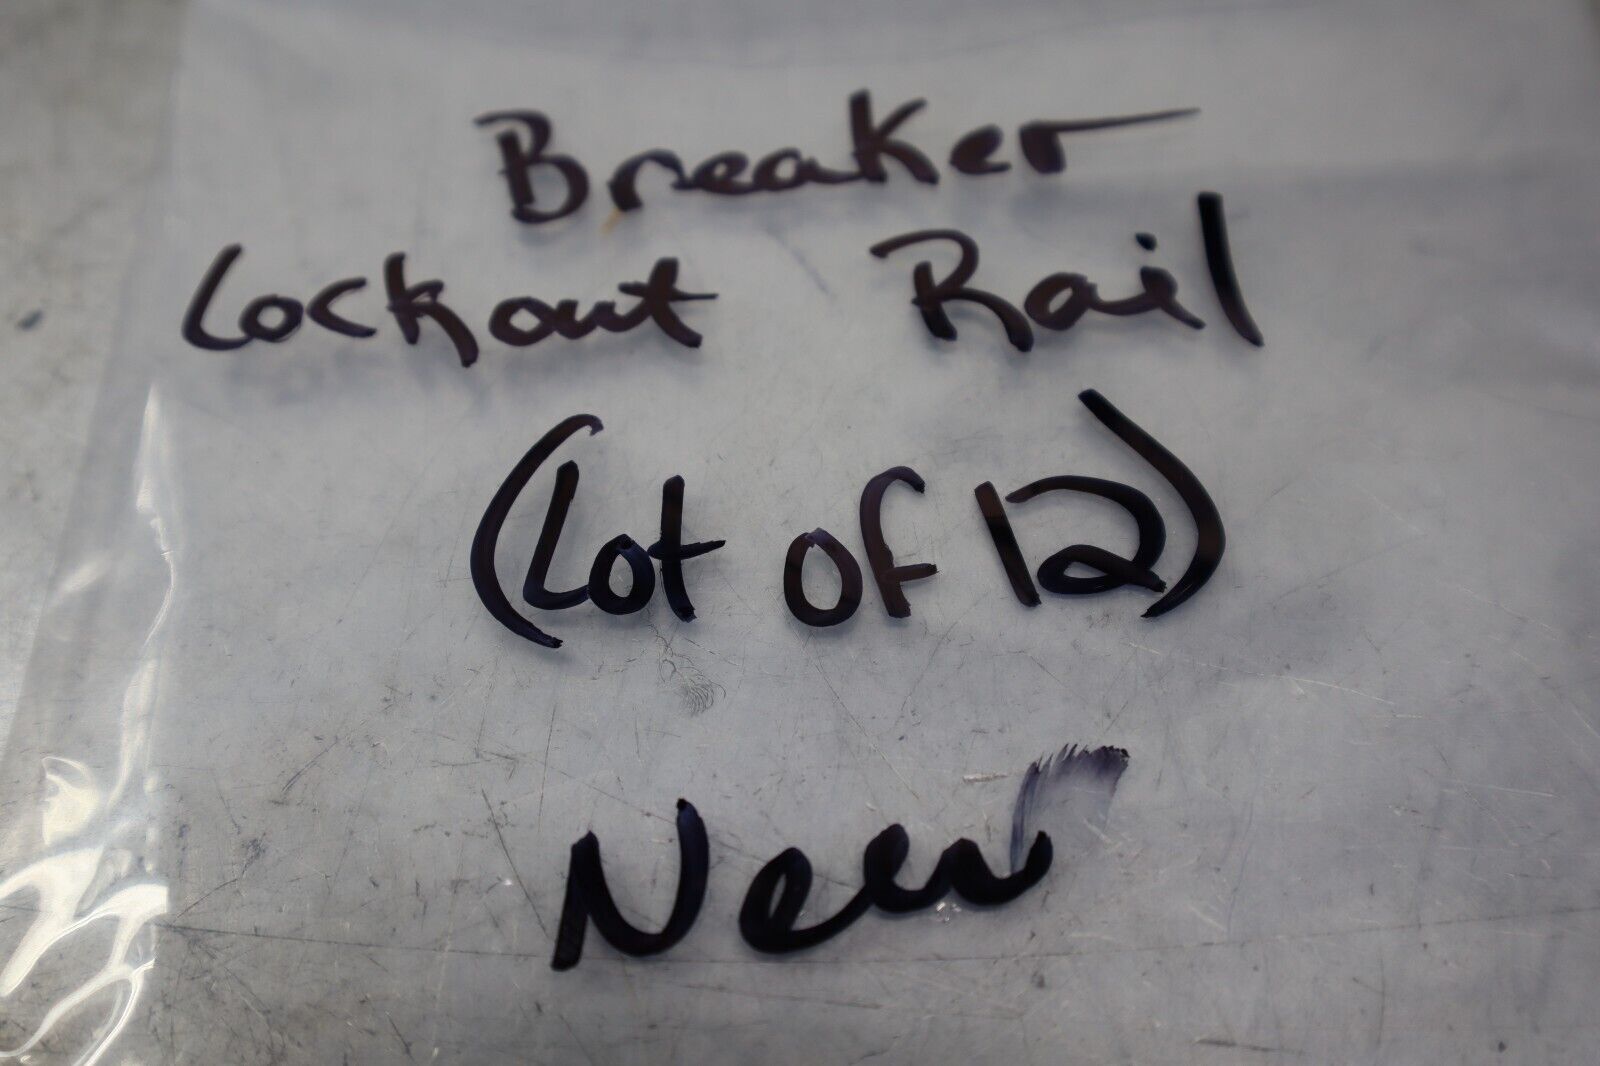 Breaker
Lockout Rail
(Lot of 12)
New